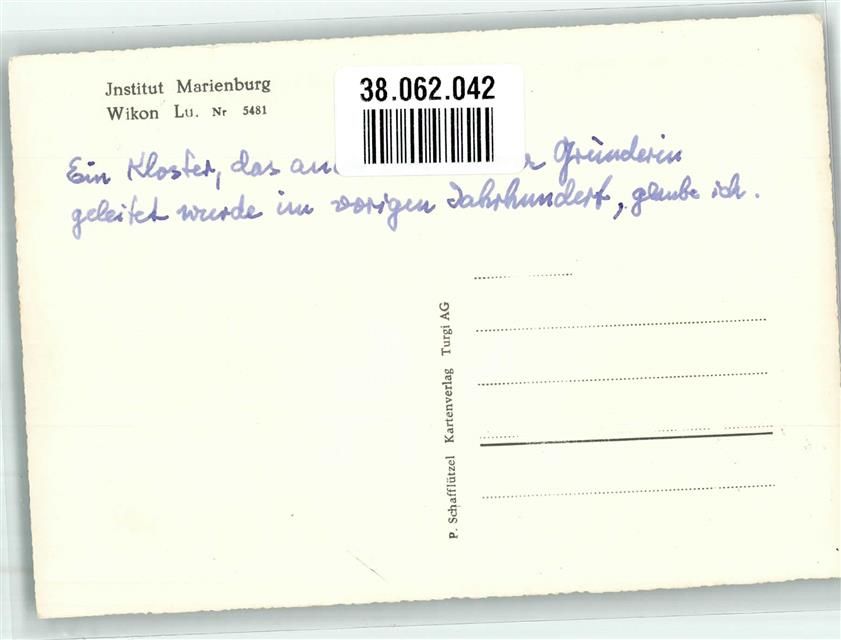 Jnstitut Marienburg
Wikon Lu. Nr 5481
38.062.042
Ein Kloster, das Gründerin
geleitet wurde im vorigen Jahrhundert, glaube ich.
P. Schafflützel Kartenverlag Turgi AG